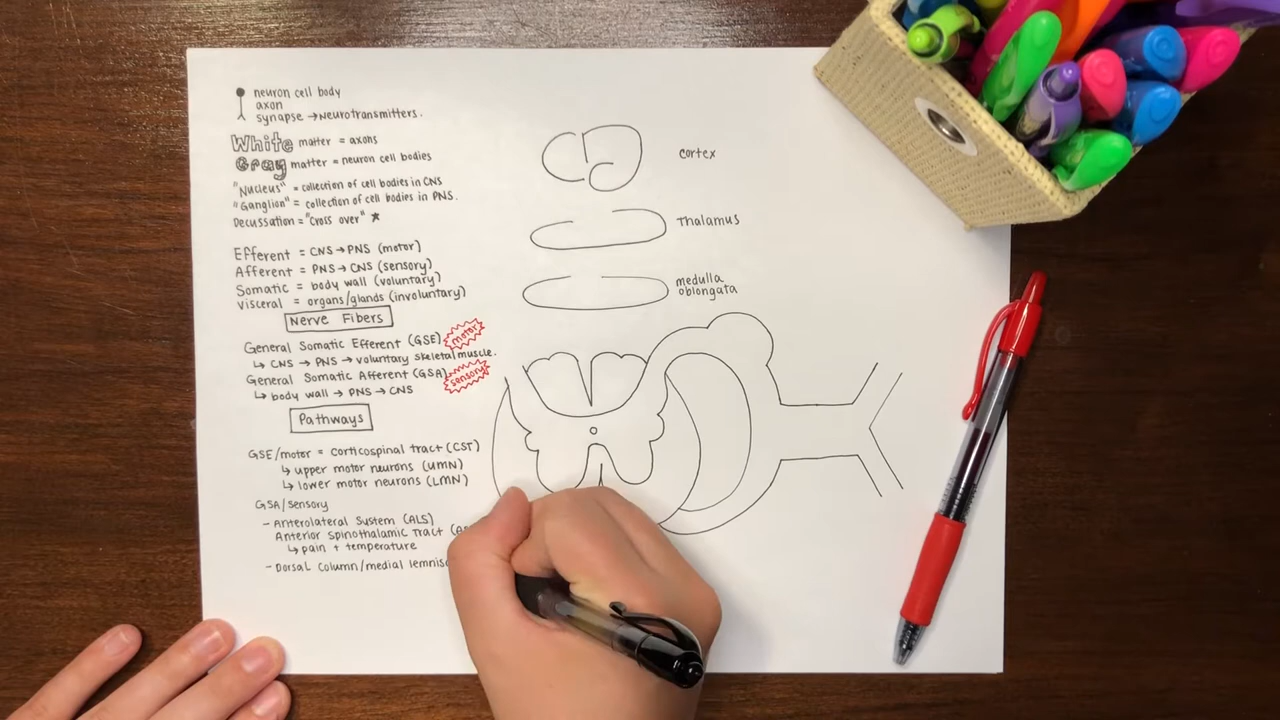 neuron cell body
axon
synapse → Neurotransmitters.
White matter = axons
Gray matter = neuron cell bodies
"Nucleus" = collection of cell bodies in CNS
"Ganglion" = collection of cell bodies in PNS.
Decussation = "cross over" ★
Efferent = CNS → PNS (motor)
Afferent = PNS → CNS (sensory)
Somatic = body wall (voluntary)
Visceral = organs/glands (involuntary)
Nerve Fibers
General Somatic Efferent (GSE) motor
↳ CNS → PNS → voluntary skeletal muscle.
General Somatic Afferent (GSA) sensory
↳ body wall → PNS → CNS
Pathways
GSE/motor = corticospinal tract (CST)
↳ upper motor neurons (UMN)
↳ lower motor neurons (LMN)
GSA/sensory
- Anterolateral System (ALS)
Anterior Spinothalamic Tract
↳ pain + temperature
- Dorsal column/medial
cortex
Thalamus
medulla
oblongata